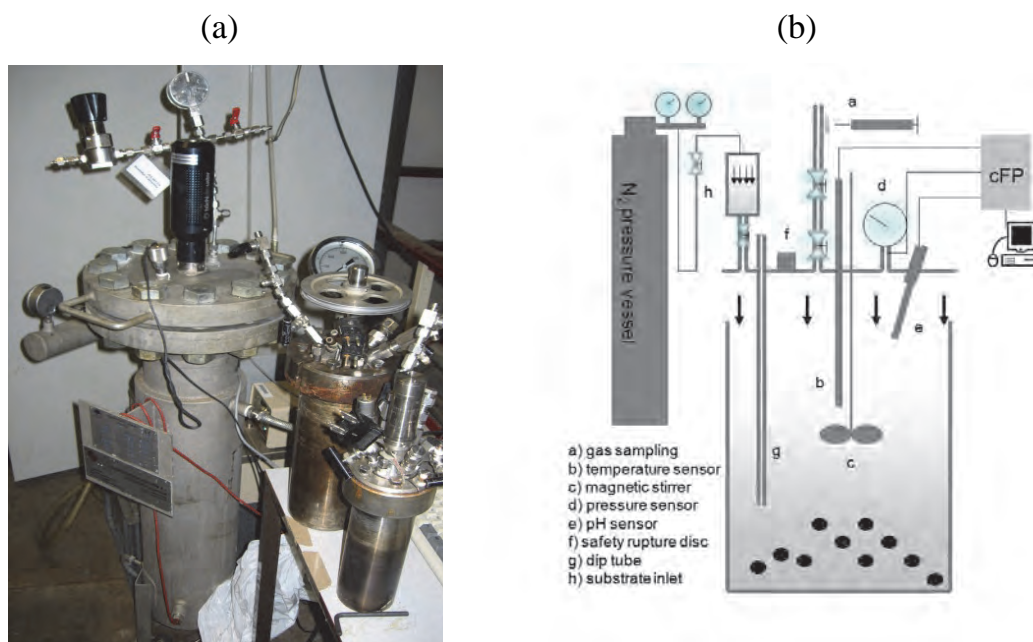 (a)
(b)
a
N₂ pressure vessel
h
d
cFP
f
e
b
g
c
a) gas sampling
b) temperature sensor
c) magnetic stirrer
d) pressure sensor
e) pH sensor
f) safety rupture disc
g) dip tube
h) substrate inlet